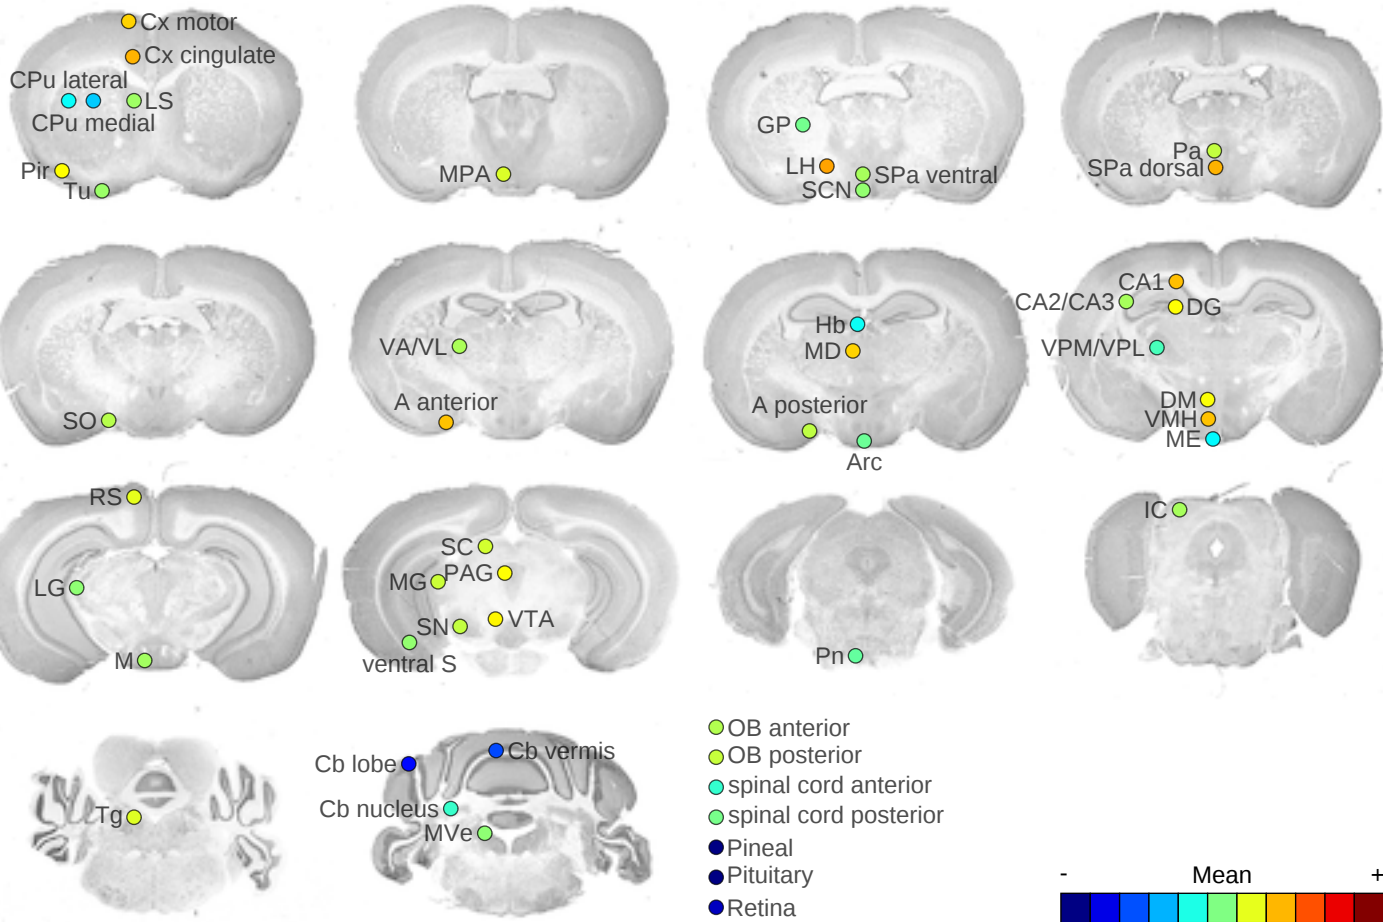 Cx motor
Cx cingulate
CPu lateral
LS
CPu medial
Pir
Tu
MPA
GP
LH
SPa ventral
SCN
Pa
SPa dorsal
SO
VA/VL
A anterior
Hb
MD
A posterior
Arc
CA1
CA2/CA3
DG
VPM/VPL
DM
VMH
ME
RS
LG
M
SC
MG
PAG
SN
VTA
ventral S
Pn
IC
Tg
Cb lobe
Cb vermis
Cb nucleus
MVe
OB anterior
OB posterior
spinal cord anterior
spinal cord posterior
Pineal
Pituitary
Retina
- Mean +